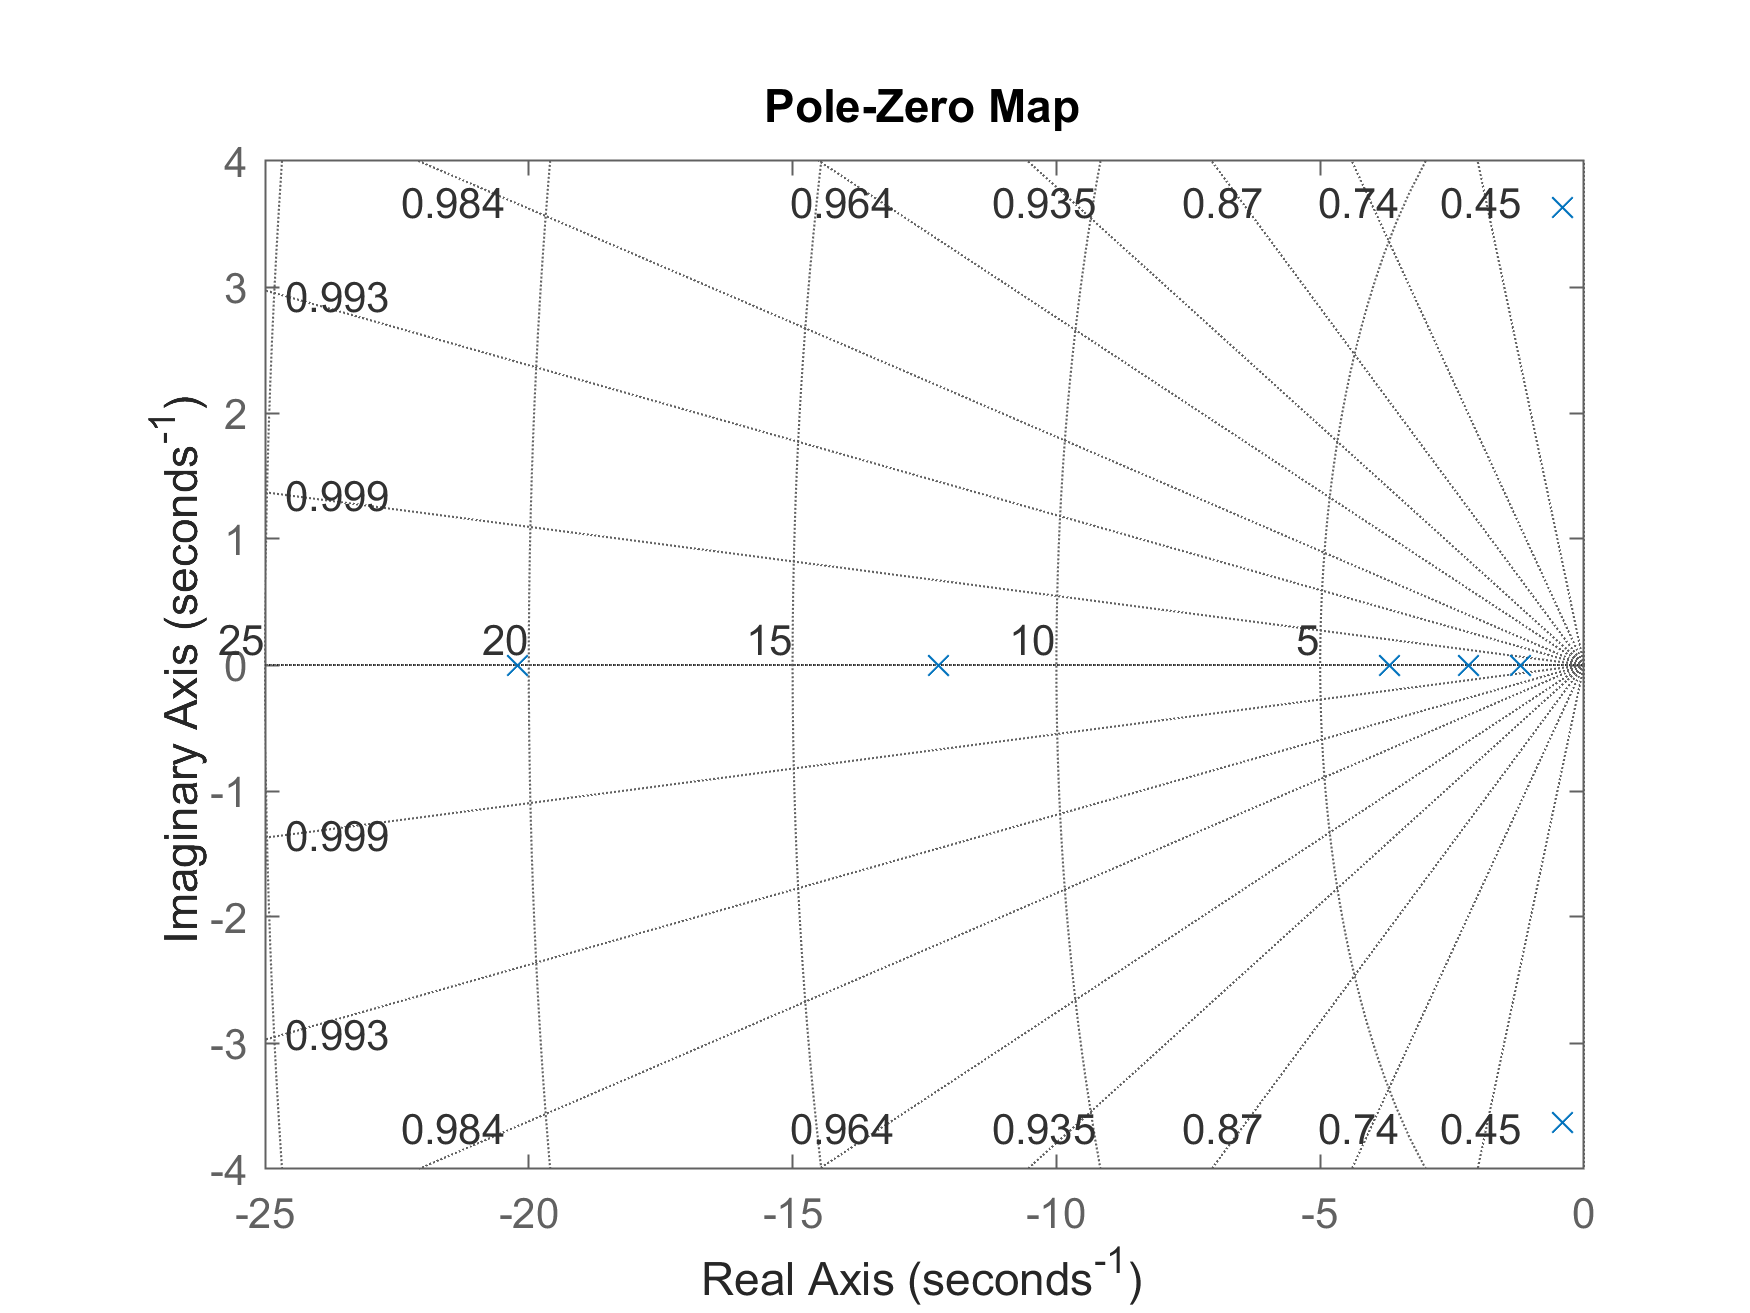 Pole-Zero Map
4
0.984 0.964 0.935 0.87 0.74 0.45
3
0.993
2
0.999
1
25 20 15 10 5
0
0.999
-1
-2
0.993
-3
0.984 0.964 0.935 0.87 0.74 0.45
-4
-25 -20 -15 -10 -5 0
Real Axis (seconds⁻¹)
Imaginary Axis (seconds⁻¹)